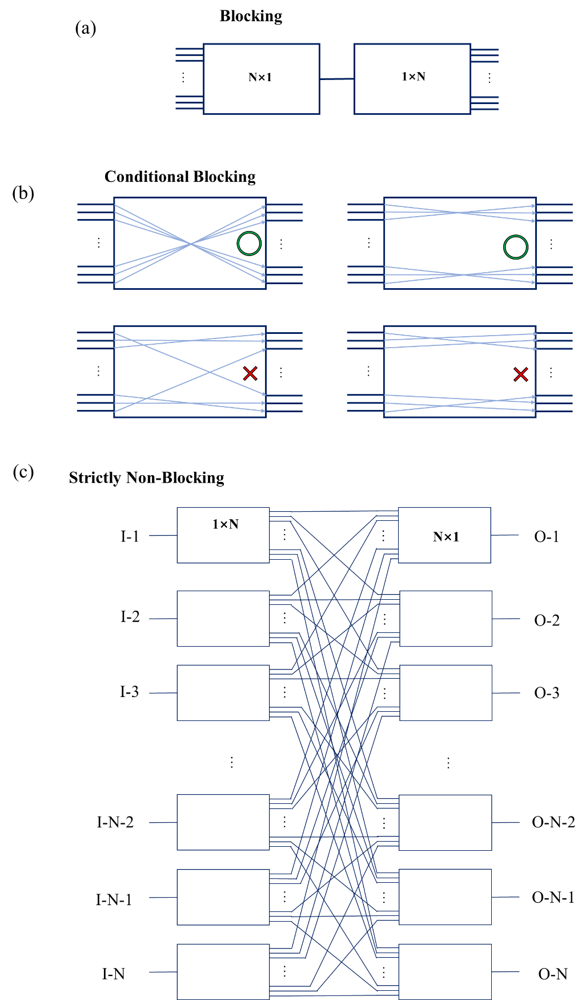 Blocking
(a)
N×1
1×N
Conditional Blocking
(b)
(c)
Strictly Non-Blocking
1×N
N×1
I-1
O-1
I-2
O-2
I-3
O-3
I-N-2
O-N-2
I-N-1
O-N-1
I-N
O-N